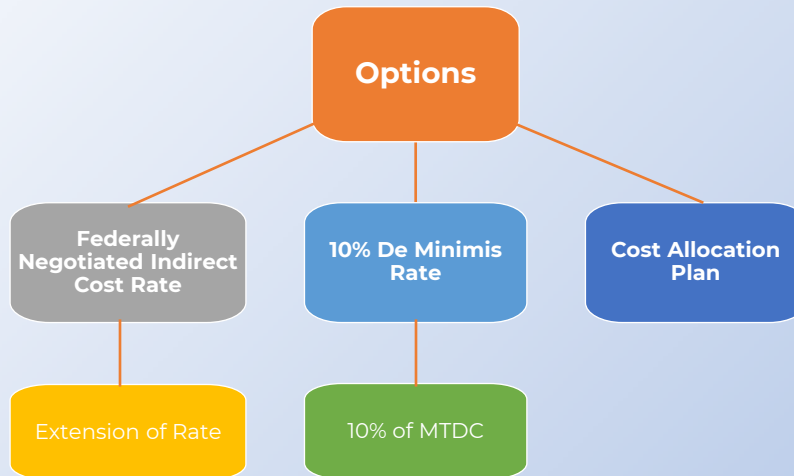 Options
Federally
Negotiated Indirect
Cost Rate
10% De Minimis
Rate
Cost Allocation
Plan
Extension of Rate
10% of MTDC